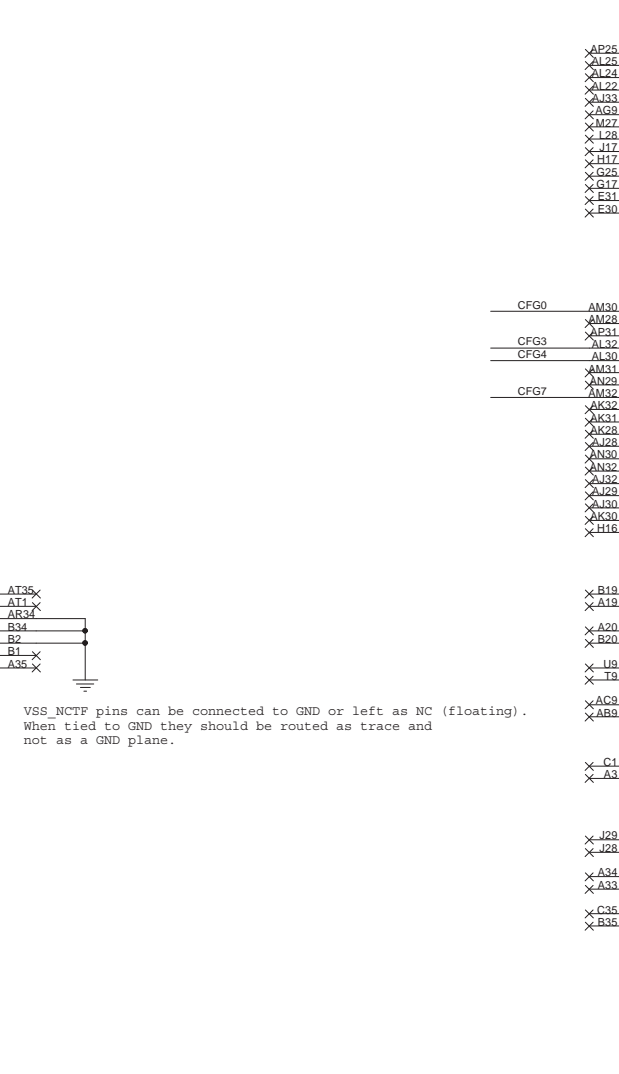 AP25
AL25
AL24
AL22
AJ33
AG9
M27
L28
J17
H17
G25
G17
E31
E30
CFG0 AM30
AM28
AP31
CFG3 AL32
CFG4 AL30
AM31
AN29
CFG7 AM32
AK32
AK31
AK28
AJ28
AN30
AN32
AJ32
AJ29
AJ30
AK30
H16
AT35
AT1
AR34
B34
B2
B1
A35
VSS_NCTF pins can be connected to GND or left as NC (floating).
When tied to GND they should be routed as trace and
not as a GND plane.
B19
A19
A20
B20
U9
T9
AC9
AB9
C1
A3
J29
J28
A34
A33
C35
B35